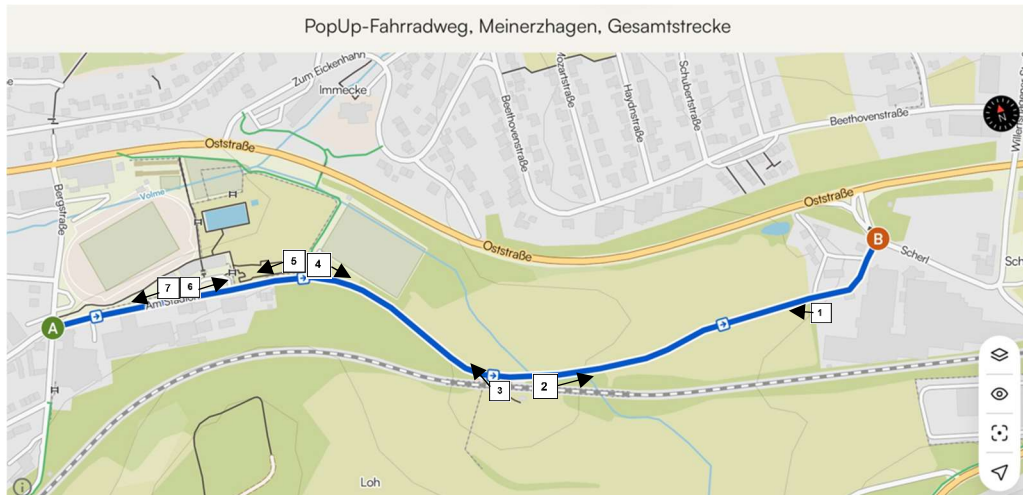 PopUp-Fahrradweg, Meinerzhagen, Gesamtstrecke
Zum Eickenhahn
Immecke
Mozartstraße
Schubertstraße
Haydnstraße
Beethovenstraße
Beethovenstraße
Oststraße
Bergstraße
Volme
Oststraße
Oststraße
B
Scherl
5
4
7
6
Am Stadion
A
1
2
3
Loh
N
i